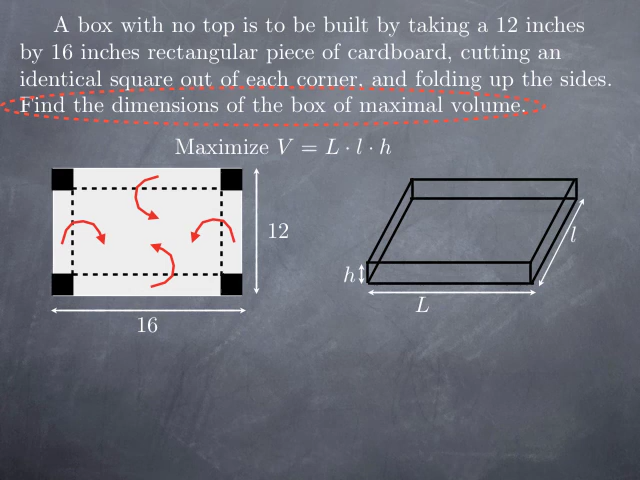 A box with no top is to be built by taking a 12 inches
by 16 inches rectangular piece of cardboard, cutting an
identical square out of each corner, and folding up the sides.
Find the dimensions of the box of maximal volume.
Maximize V = L · l · h
12
16
h
l
L